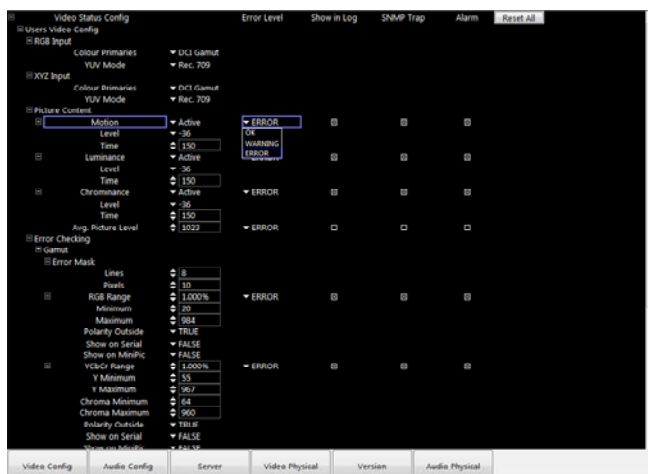 Video Status Config Error Level Show in Log SNMP Trap Alarm Reset All
Users Video Config
RGB Input
Colour Primaries DCI Gamut
YUV Mode Rec. 709
XYZ Input
Colour Primaries DCI Gamut
YUV Mode Rec. 709
Picture Content
Motion Active ERROR
Level -36 OK
Time 150 WARNING
ERROR
Luminance Active
Level -36
Time 150
Chrominance Active ERROR
Level -36
Time 150
Avg. Picture Level 1023 ERROR
Error Checking
Gamut
Error Mask
Lines 8
Pixels 10
RGB Range 1.000% ERROR
Minimum 20
Maximum 984
Polarity Outside TRUE
Show on Serial FALSE
Show on MiniPic FALSE
YCbCr Range 1.000% ERROR
Y Minimum 55
Y Maximum 967
Chroma Minimum 64
Chroma Maximum 960
Polarity Outside TRUE
Show on Serial FALSE
Show on MiniPic FALSE
Video Config Audio Config Server Video Physical Version Audio Physical